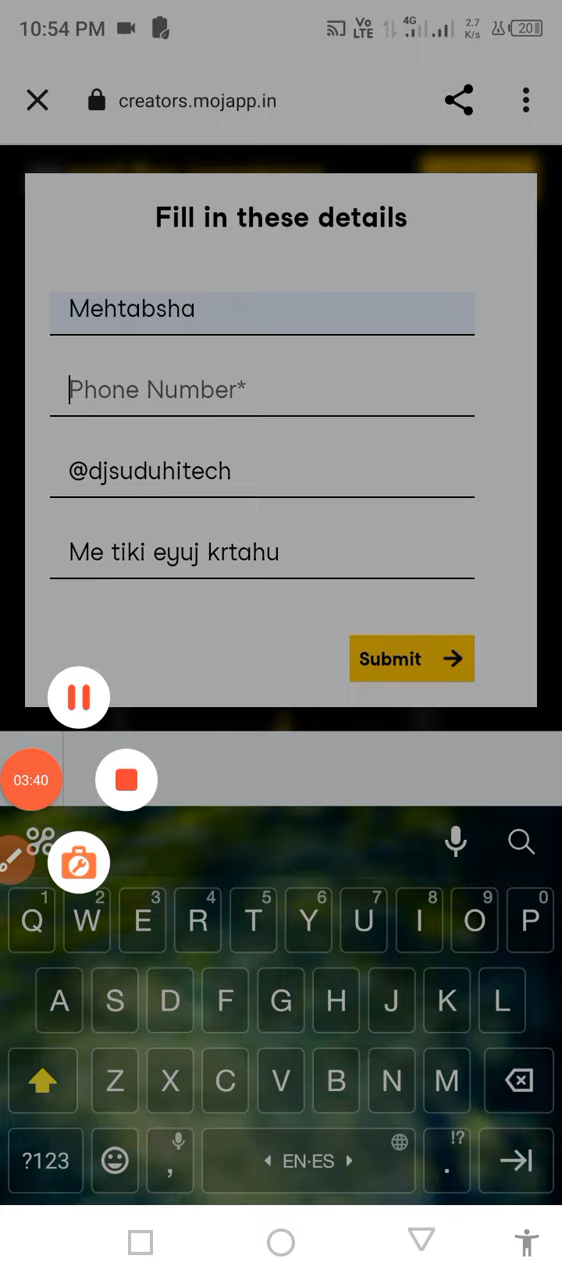 10:54 PM Vo LTE 4G 2.7 K/s 20
creators.mojapp.in
Fill in these details
Mehtabsha
Phone Number*
@djsuduhitech
Me tiki eyuj krtahu
Submit
03:40
1 2 3 4 5 6 7 8 9 0
Q W E R T Y U I O P
A S D F G H J K L
Z X C V B N M
?123 , EN·ES . !?